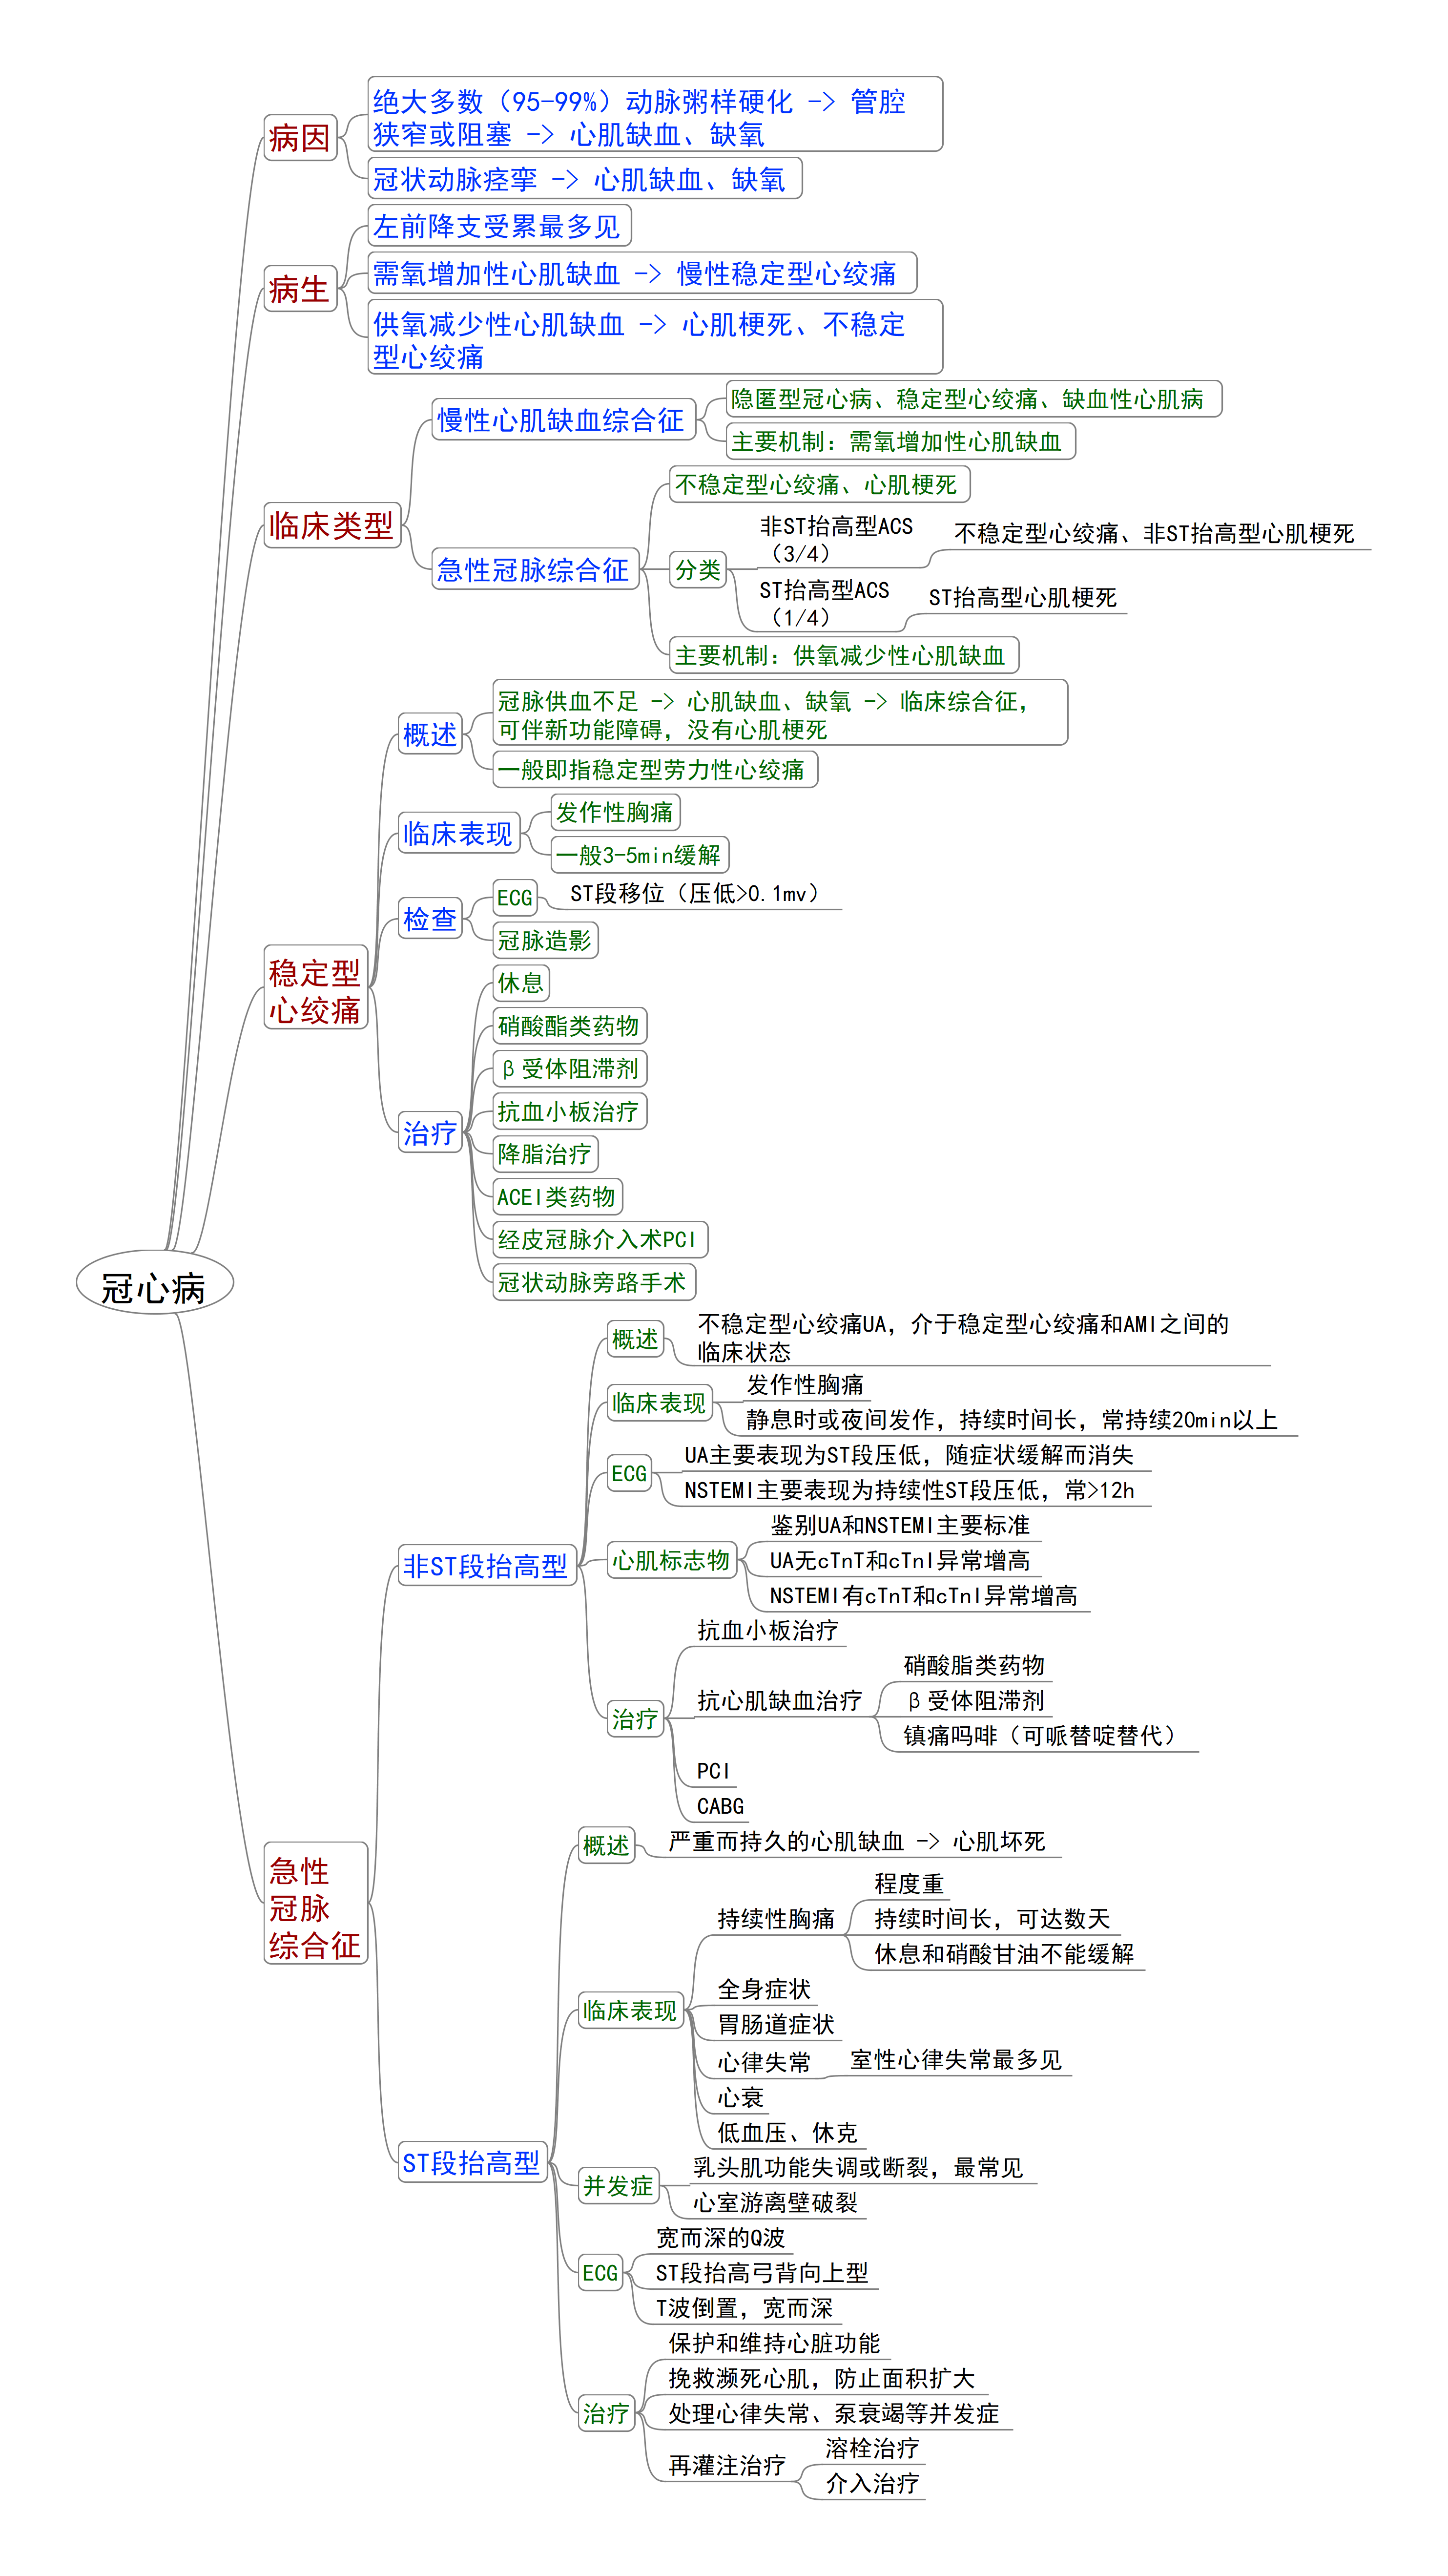 冠心病
病因
绝大多数（95-99%）动脉粥样硬化 -> 管腔
狭窄或阻塞 -> 心肌缺血、缺氧
冠状动脉痉挛 -> 心肌缺血、缺氧
病生
左前降支受累最多见
需氧增加性心肌缺血 -> 慢性稳定型心绞痛
供氧减少性心肌缺血 -> 心肌梗死、不稳定
型心绞痛
临床类型
慢性心肌缺血综合征
隐匿型冠心病、稳定型心绞痛、缺血性心肌病
主要机制：需氧增加性心肌缺血
急性冠脉综合征
不稳定型心绞痛、心肌梗死
分类
非ST抬高型ACS
（3/4）
不稳定型心绞痛、非ST抬高型心肌梗死
ST抬高型ACS
（1/4）
ST抬高型心肌梗死
主要机制：供氧减少性心肌缺血
稳定型
心绞痛
概述
冠脉供血不足 -> 心肌缺血、缺氧 -> 临床综合征，
可伴新功能障碍，没有心肌梗死
一般即指稳定型劳力性心绞痛
临床表现
发作性胸痛
一般3-5min缓解
检查
ECG
ST段移位（压低>0.1mv）
冠脉造影
治疗
休息
硝酸酯类药物
β受体阻滞剂
抗血小板治疗
降脂治疗
ACEI类药物
经皮冠脉介入术PCI
冠状动脉旁路手术
急性
冠脉
综合征
非ST段抬高型
概述
不稳定型心绞痛UA，介于稳定型心绞痛和AMI之间的
临床状态
临床表现
发作性胸痛
静息时或夜间发作，持续时间长，常持续20min以上
ECG
UA主要表现为ST段压低，随症状缓解而消失
NSTEMI主要表现为持续性ST段压低，常>12h
心肌标志物
鉴别UA和NSTEMI主要标准
UA无cTnT和cTnI异常增高
NSTEMI有cTnT和cTnI异常增高
治疗
抗血小板治疗
抗心肌缺血治疗
硝酸脂类药物
β受体阻滞剂
镇痛吗啡（可哌替啶替代）
PCI
CABG
ST段抬高型
概述
严重而持久的心肌缺血 -> 心肌坏死
临床表现
持续性胸痛
程度重
持续时间长，可达数天
休息和硝酸甘油不能缓解
全身症状
胃肠道症状
心律失常
室性心律失常最多见
心衰
低血压、休克
并发症
乳头肌功能失调或断裂，最常见
心室游离壁破裂
ECG
宽而深的Q波
ST段抬高弓背向上型
T波倒置，宽而深
治疗
保护和维持心脏功能
挽救濒死心肌，防止面积扩大
处理心律失常、泵衰竭等并发症
再灌注治疗
溶栓治疗
介入治疗